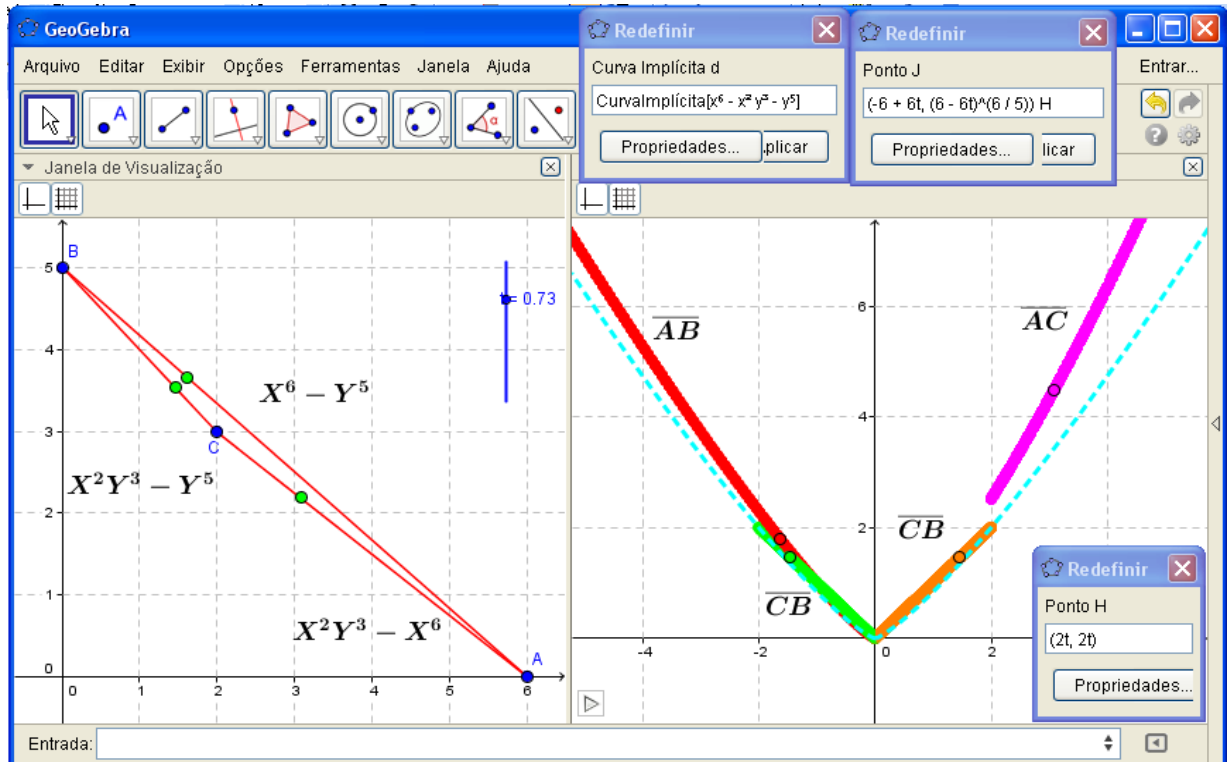 GeoGebra
Arquivo Editar Exibir Opções Ferramentas Janela Ajuda
Entrar...
Redefinir
Curva Implícita d
CurvaImplícita[x⁶ - x² y³ - y⁵]
Propriedades... plicar
Redefinir
Ponto J
(-6 + 6t, (6 - 6t)^(6 / 5)) H
Propriedades... licar
A
α
Janela de Visualização
B
5
= 0.73
4
X⁶ − Y⁵
3
C
X²Y³ − Y⁵
2
1
X²Y³ − X⁶
A
0
0 1 2 3 4 5 6
AB
6
AC
4
2
CB
CB
-4 -2 0 2
Redefinir
Ponto H
(2t, 2t)
Propriedades...
Entrada: